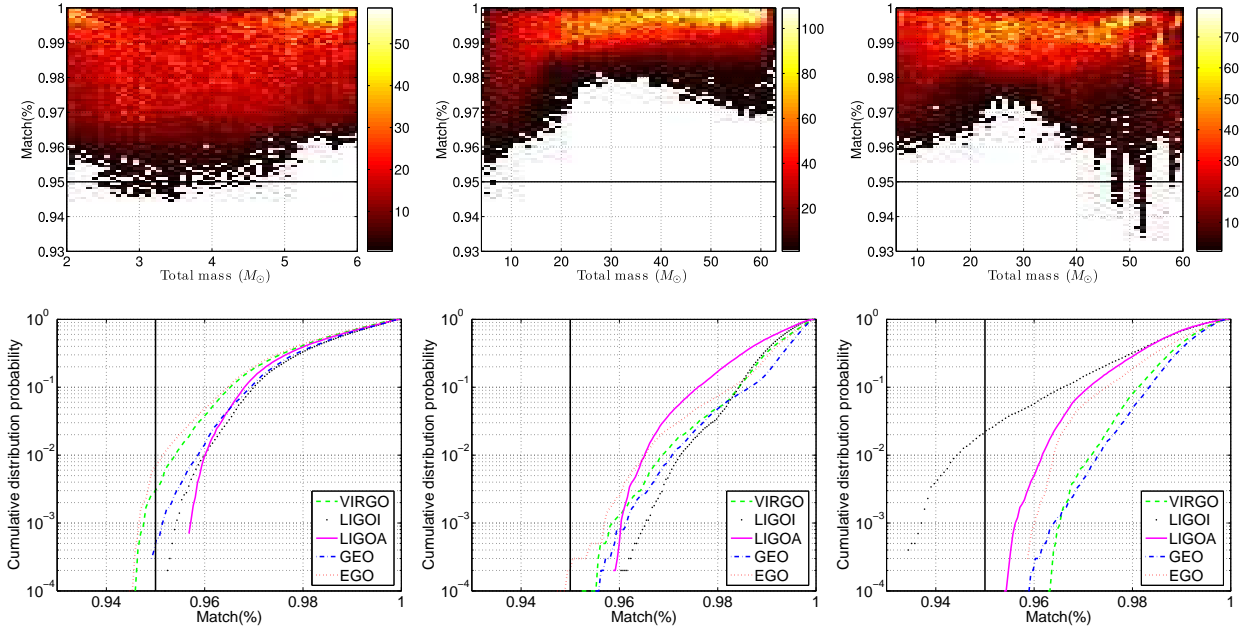 1
0.99
0.98
0.97
0.96
0.95
0.94
0.93
Match(%)
2 3 4 5 6
Total mass (M⊙)
50
40
30
20
10
1
0.99
0.98
0.97
0.96
0.95
0.94
0.93
Match(%)
10 20 30 40 50 60
Total mass (M⊙)
100
80
60
40
20
1
0.99
0.98
0.97
0.96
0.95
0.94
0.93
Match(%)
10 20 30 40 50 60
Total mass (M⊙)
70
60
50
40
30
20
10
Cumulative distribution probability
10^0
10^−1
10^−2
10^−3
10^−4
0.94 0.96 0.98 1
Match(%)
VIRGO
LIGOI
LIGOA
GEO
EGO
Cumulative distribution probability
10^0
10^−1
10^−2
10^−3
10^−4
0.94 0.96 0.98 1
Match(%)
VIRGO
LIGOI
LIGOA
GEO
EGO
Cumulative distribution probability
10^0
10^−1
10^−2
10^−3
10^−4
0.94 0.96 0.98 1
Match(%)
VIRGO
LIGOI
LIGOA
GEO
EGO